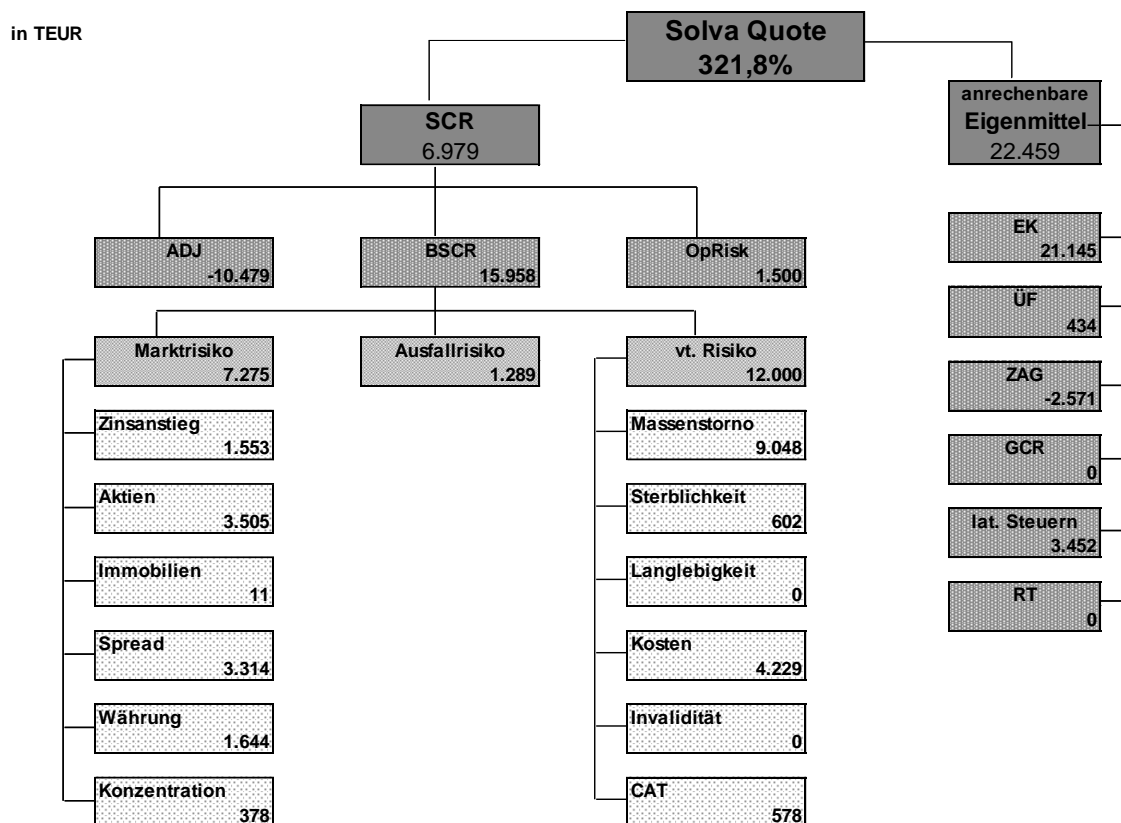 in TEUR
Solva Quote
321,8%
SCR
6.979
anrechenbare
Eigenmittel
22.459
ADJ
-10.479
BSCR
15.958
OpRisk
1.500
EK
21.145
ÜF
434
ZAG
-2.571
GCR
0
lat. Steuern
3.452
RT
0
Marktrisiko
7.275
Ausfallrisiko
1.289
vt. Risiko
12.000
Zinsanstieg
1.553
Aktien
3.505
Immobilien
11
Spread
3.314
Währung
1.644
Konzentration
378
Massenstorno
9.048
Sterblichkeit
602
Langlebigkeit
0
Kosten
4.229
Invalidität
0
CAT
578